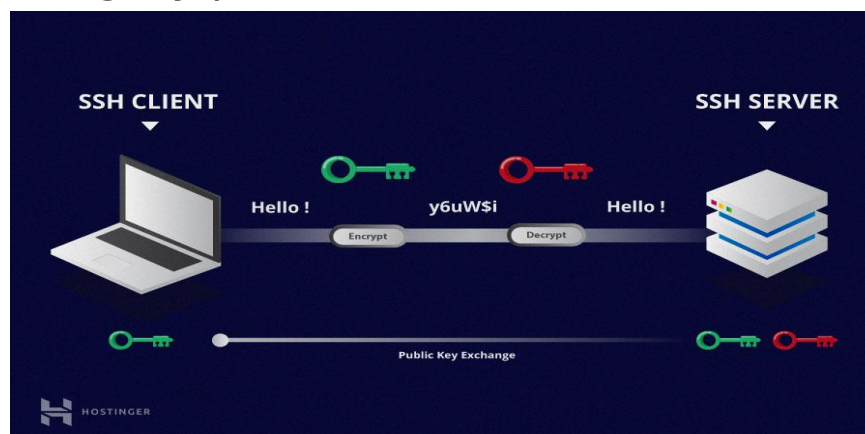 SSH CLIENT
SSH SERVER
Hello !
y6uW$i
Hello !
Encrypt
Decrypt
Public Key Exchange
HOSTINGER